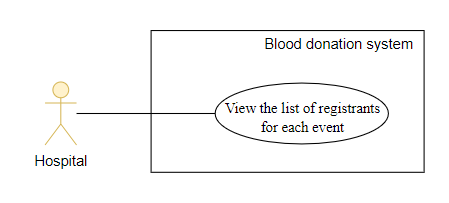 Blood donation system
View the list of registrants
for each event
Hospital